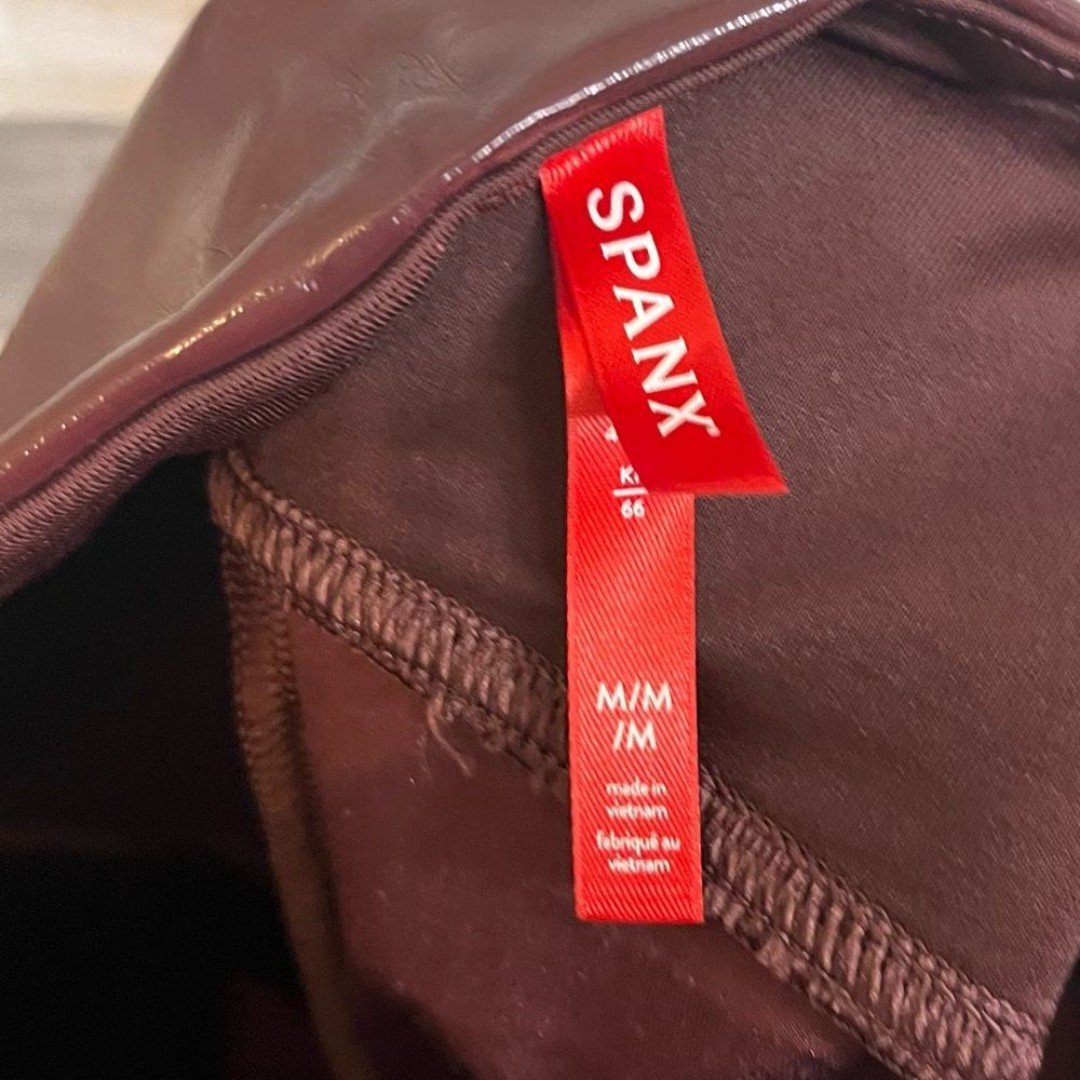 SPANX
66
M/M
/M
made in
vietnam
fabriqué au
vietnam